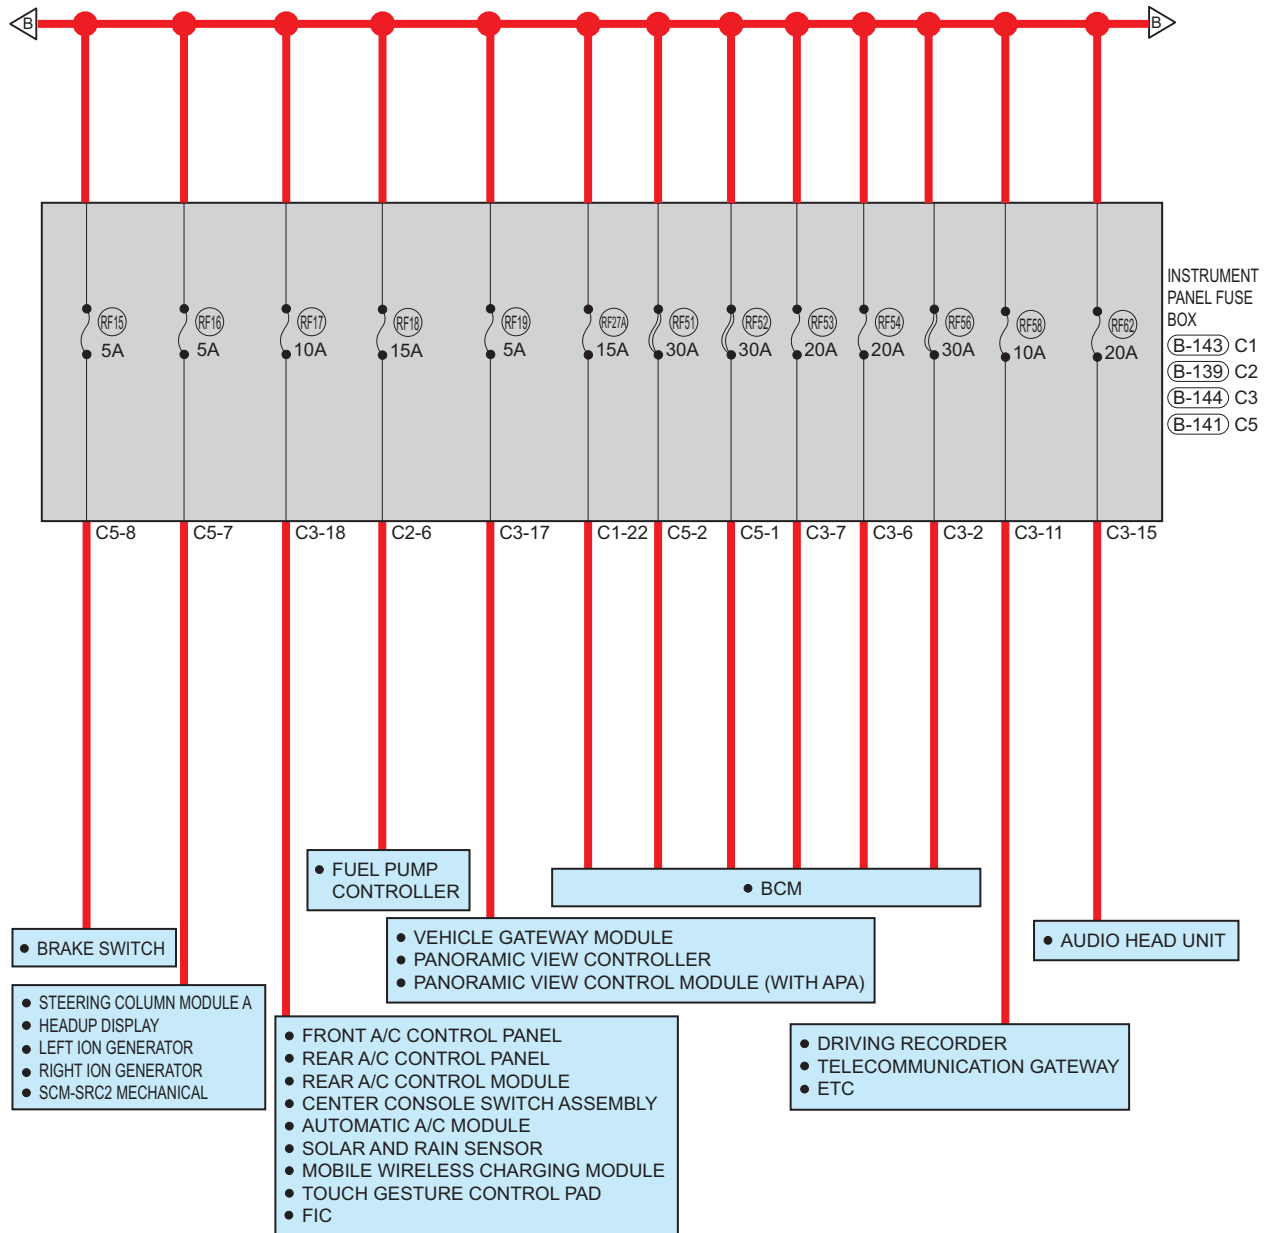 B
B
RF15
5A
RF16
5A
RF17
10A
RF18
15A
RF19
5A
RF27A
15A
RF51
30A
RF52
30A
RF53
20A
RF54
20A
RF56
30A
RF58
10A
RF62
20A
INSTRUMENT
PANEL FUSE
BOX
B-143 C1
B-139 C2
B-144 C3
B-141 C5
C5-8
C5-7
C3-18
C2-6
C3-17
C1-22
C5-2
C5-1
C3-7
C3-6
C3-2
C3-11
C3-15
• FUEL PUMP
CONTROLLER
• BCM
• BRAKE SWITCH
• VEHICLE GATEWAY MODULE
• PANORAMIC VIEW CONTROLLER
• PANORAMIC VIEW CONTROL MODULE (WITH APA)
• AUDIO HEAD UNIT
• STEERING COLUMN MODULE A
• HEADUP DISPLAY
• LEFT ION GENERATOR
• RIGHT ION GENERATOR
• SCM-SRC2 MECHANICAL
• FRONT A/C CONTROL PANEL
• REAR A/C CONTROL PANEL
• REAR A/C CONTROL MODULE
• CENTER CONSOLE SWITCH ASSEMBLY
• AUTOMATIC A/C MODULE
• SOLAR AND RAIN SENSOR
• MOBILE WIRELESS CHARGING MODULE
• TOUCH GESTURE CONTROL PAD
• FIC
• DRIVING RECORDER
• TELECOMMUNICATION GATEWAY
• ETC